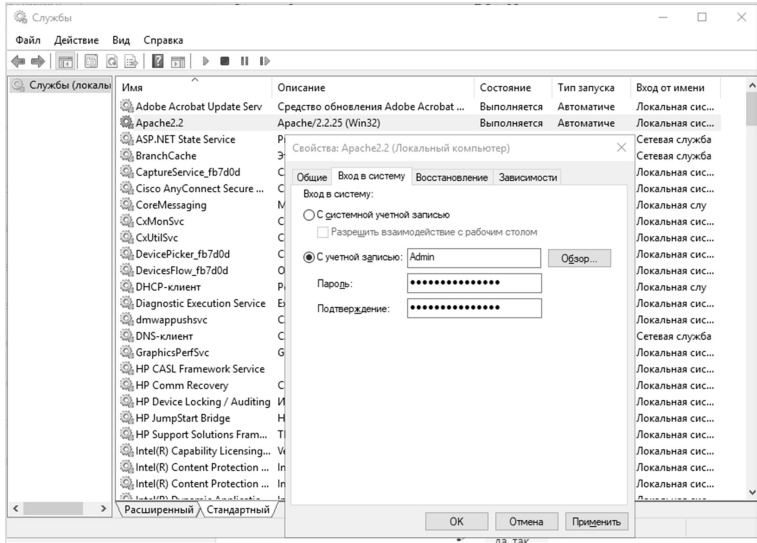 Службы
Файл Действие Вид Справка
Службы (локалы
Имя Описание Состояние Тип запуска Вход от имени
Adobe Acrobat Update Serv Средство обновления Adobe Acrobat ... Выполняется Автоматиче Локальная сис...
Apache2.2 Apache/2.2.25 (Win32) Выполняется Автоматиче Локальная сис...
ASP.NET State Service Сетевая служба
BranchCache Сетевая служба
CaptureService_fb7d0d Локальная сис...
Cisco AnyConnect Secure ... Локальная сис...
CoreMessaging Локальная слу
CxMonSvc Локальная сис...
CxUtilSvc Локальная сис...
DevicePicker_fb7d0d Локальная сис...
DevicesFlow_fb7d0d Локальная сис...
DHCP-клиент Локальная слу
Diagnostic Execution Service Локальная сис...
dmwappushsvc Локальная сис...
DNS-клиент Сетевая служба
GraphicsPerfSvc Локальная сис...
HP CASL Framework Service Локальная сис...
HP Comm Recovery Локальная сис...
HP Device Locking / Auditing Локальная сис...
HP JumpStart Bridge Локальная сис...
HP Support Solutions Fram... Локальная сис...
Intel(R) Capability Licensing... Локальная сис...
Intel(R) Content Protection ... Локальная сис...
Intel(R) Content Protection ... Локальная сис...
Расширенный Стандартный
Свойства: Apache2.2 (Локальный компьютер)
Общие Вход в систему Восстановление Зависимости
Вход в систему:
С системной учетной записью
Разрешить взаимодействие с рабочим столом
С учетной записью: Admin Обзор...
Пароль: •••••••••••••••
Подтверждение: •••••••••••••••
ОК Отмена Применить